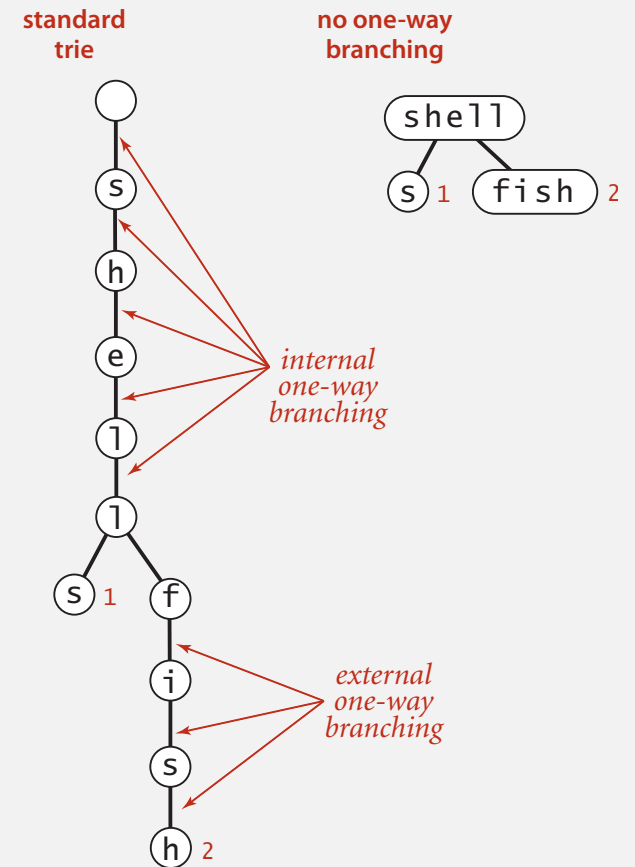 standard
trie
no one-way
branching
shell
s 1
fish 2
s
h
e
l
l
internal
one-way
branching
s 1
f
i
s
h 2
external
one-way
branching